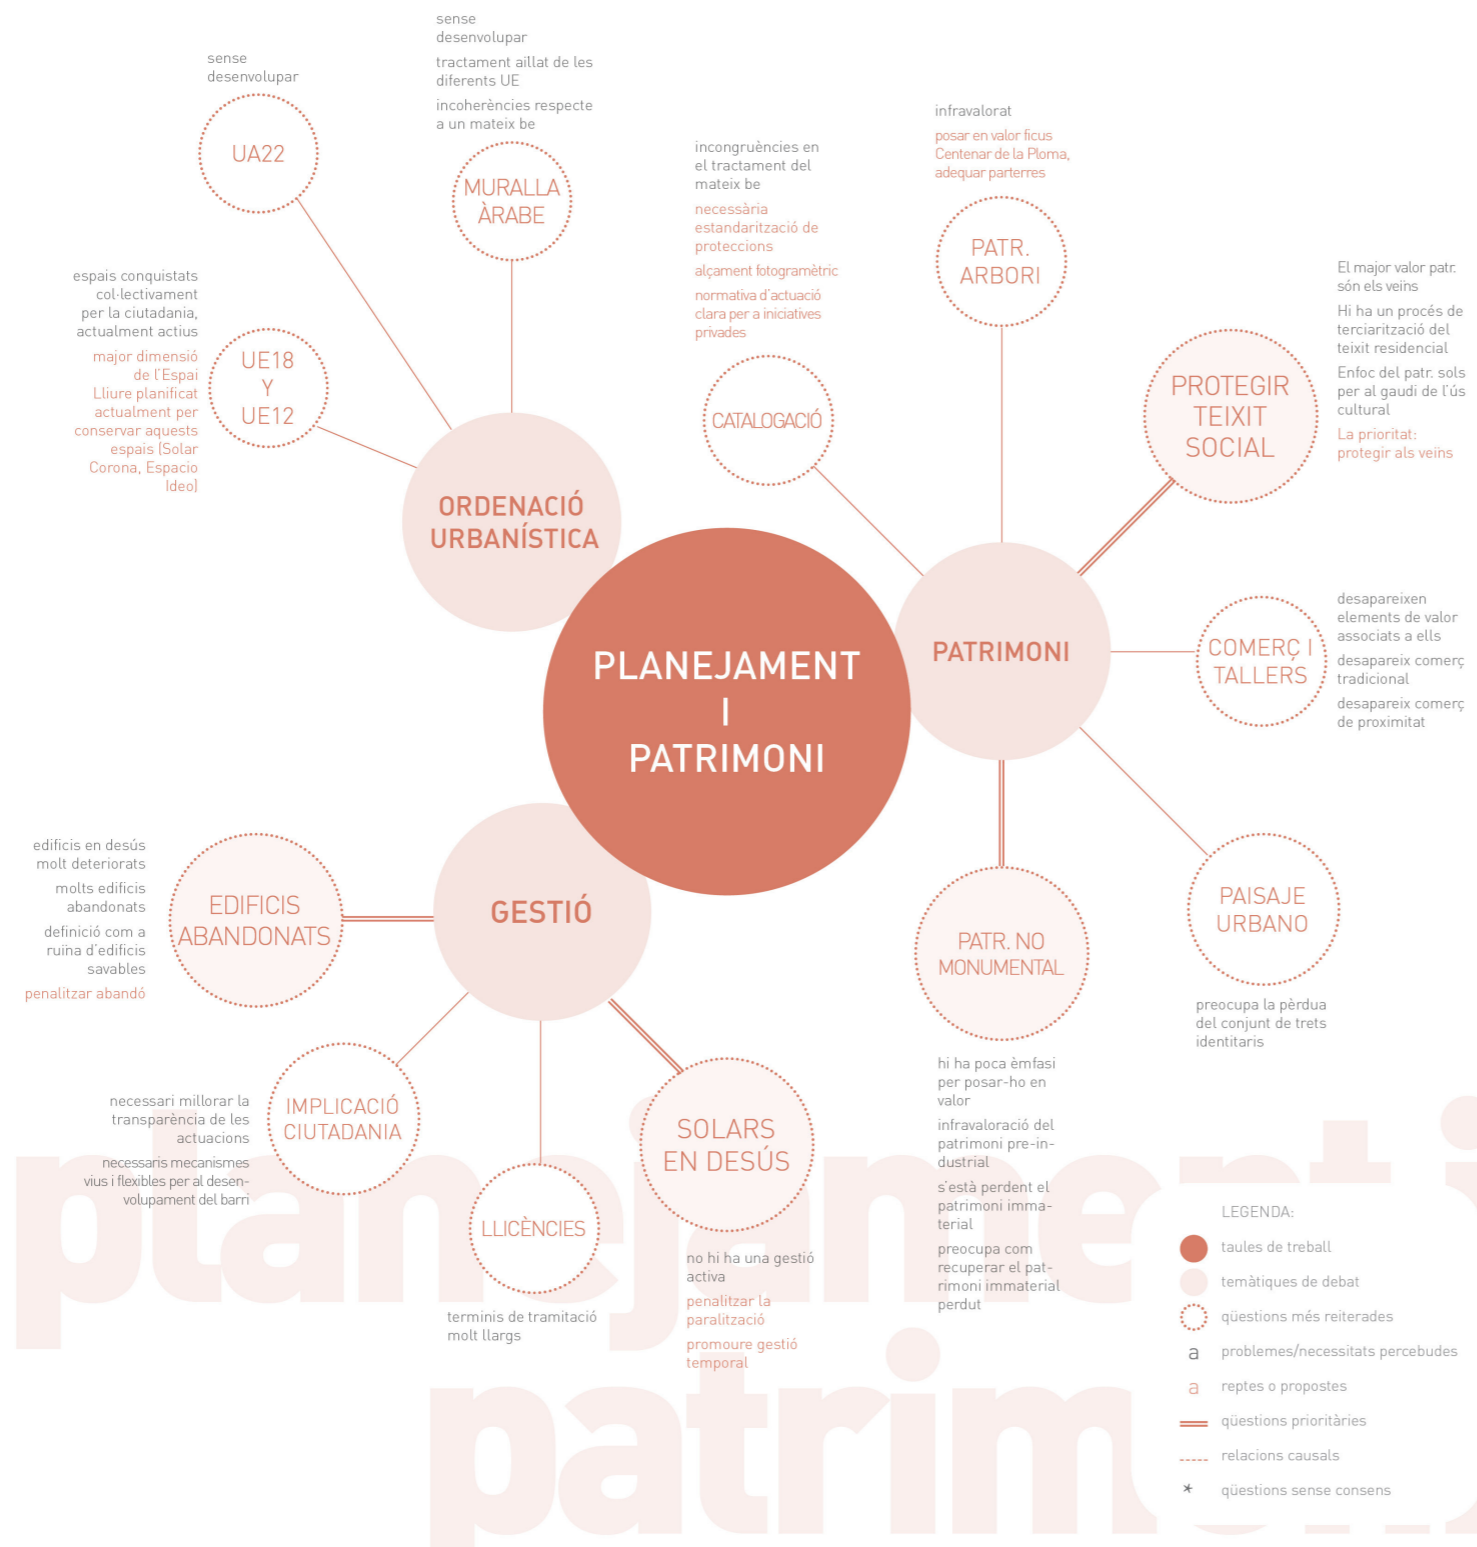 sense
desenvolupar
UA22
sense
desenvolupar
tractament aillat de les
diferents UE
incoherències respecte
a un mateix be
MURALLA
ÀRABE
espais conquistats
col·lectivament
per la ciutadania,
actualment actius
major dimensió
de l'Espai
Lliure planificat
actualment per
conservar aquests
espais (Solar
Corona, Espacio
Ideo)
UE18
Y
UE12
ORDENACIÓ
URBANÍSTICA
incongruències en
el tractament del
mateix be
necessària
estandarització de
proteccions
alçament fotogramètric
normativa d'actuació
clara per a iniciatives
privades
CATALOGACIÓ
infravalorat
posar en valor ficus
Centenar de la Ploma,
adequar parterres
PATR.
ARBORI
PROTEGIR
TEIXIT
SOCIAL
El major valor patr.
són els veïns
Hi ha un procés de
terciarització del
teixit residencial
Enfoc del patr. sols
per al gaudi de l'ús
cultural
La prioritat:
protegir als veïns
PLANEJAMENT
I
PATRIMONI
PATRIMONI
COMERÇ I
TALLERS
desapareixen
elements de valor
associats a ells
desapareix comerç
tradicional
desapareix comerç
de proximitat
PAISAJE
URBANO
preocupa la pèrdua
del conjunt de trets
identitaris
PATR. NO
MONUMENTAL
hi ha poca èmfasi
per posar-ho en
valor
infravaloració del
patrimoni pre-in-
dustrial
s'està perdent el
patrimoni imma-
terial
preocupa com
recuperar el pat-
rimoni immaterial
perdut
GESTIÓ
edificis en desús
molt deteriorats
molts edificis
abandonats
definició com a
ruina d'edificis
savables
penalitzar abandó
EDIFICIS
ABANDONATS
necessari millorar la
transparència de les
actuacions
necessaris mecanismes
vius i flexibles per al desen-
volupament del barri
IMPLICACIÓ
CIUTADANIA
LLICÈNCIES
terminis de tramitació
molt llargs
SOLARS
EN DESÚS
no hi ha una gestió
activa
penalitzar la
paralització
promoure gestió
temporal
planejament i
patrimoni
LEGENDA:
taules de treball
temàtiques de debat
qüestions més reiterades
a problemes/necessitats percebudes
a reptes o propostes
qüestions prioritàries
relacions causals
* qüestions sense consens